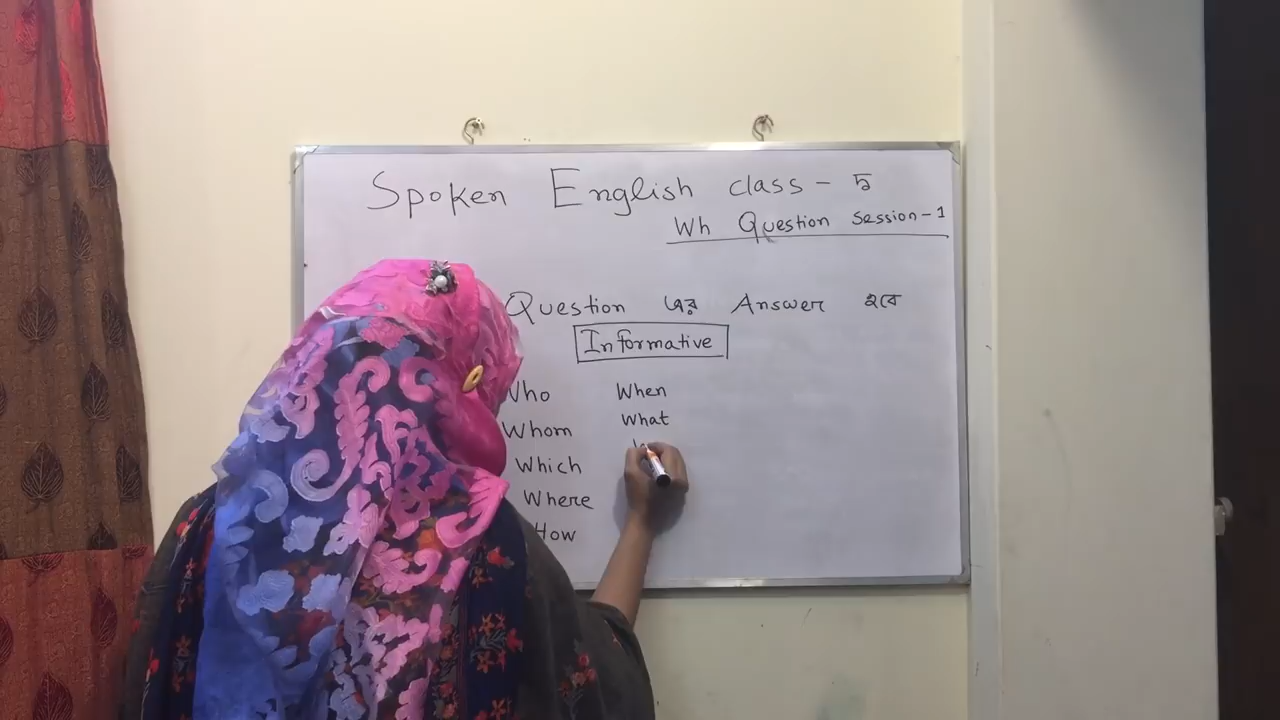 Spoken English class - ৯
Wh Question Session-1
Question এর Answer হবে
Informative
Who When
Whom What
Which
Where
How